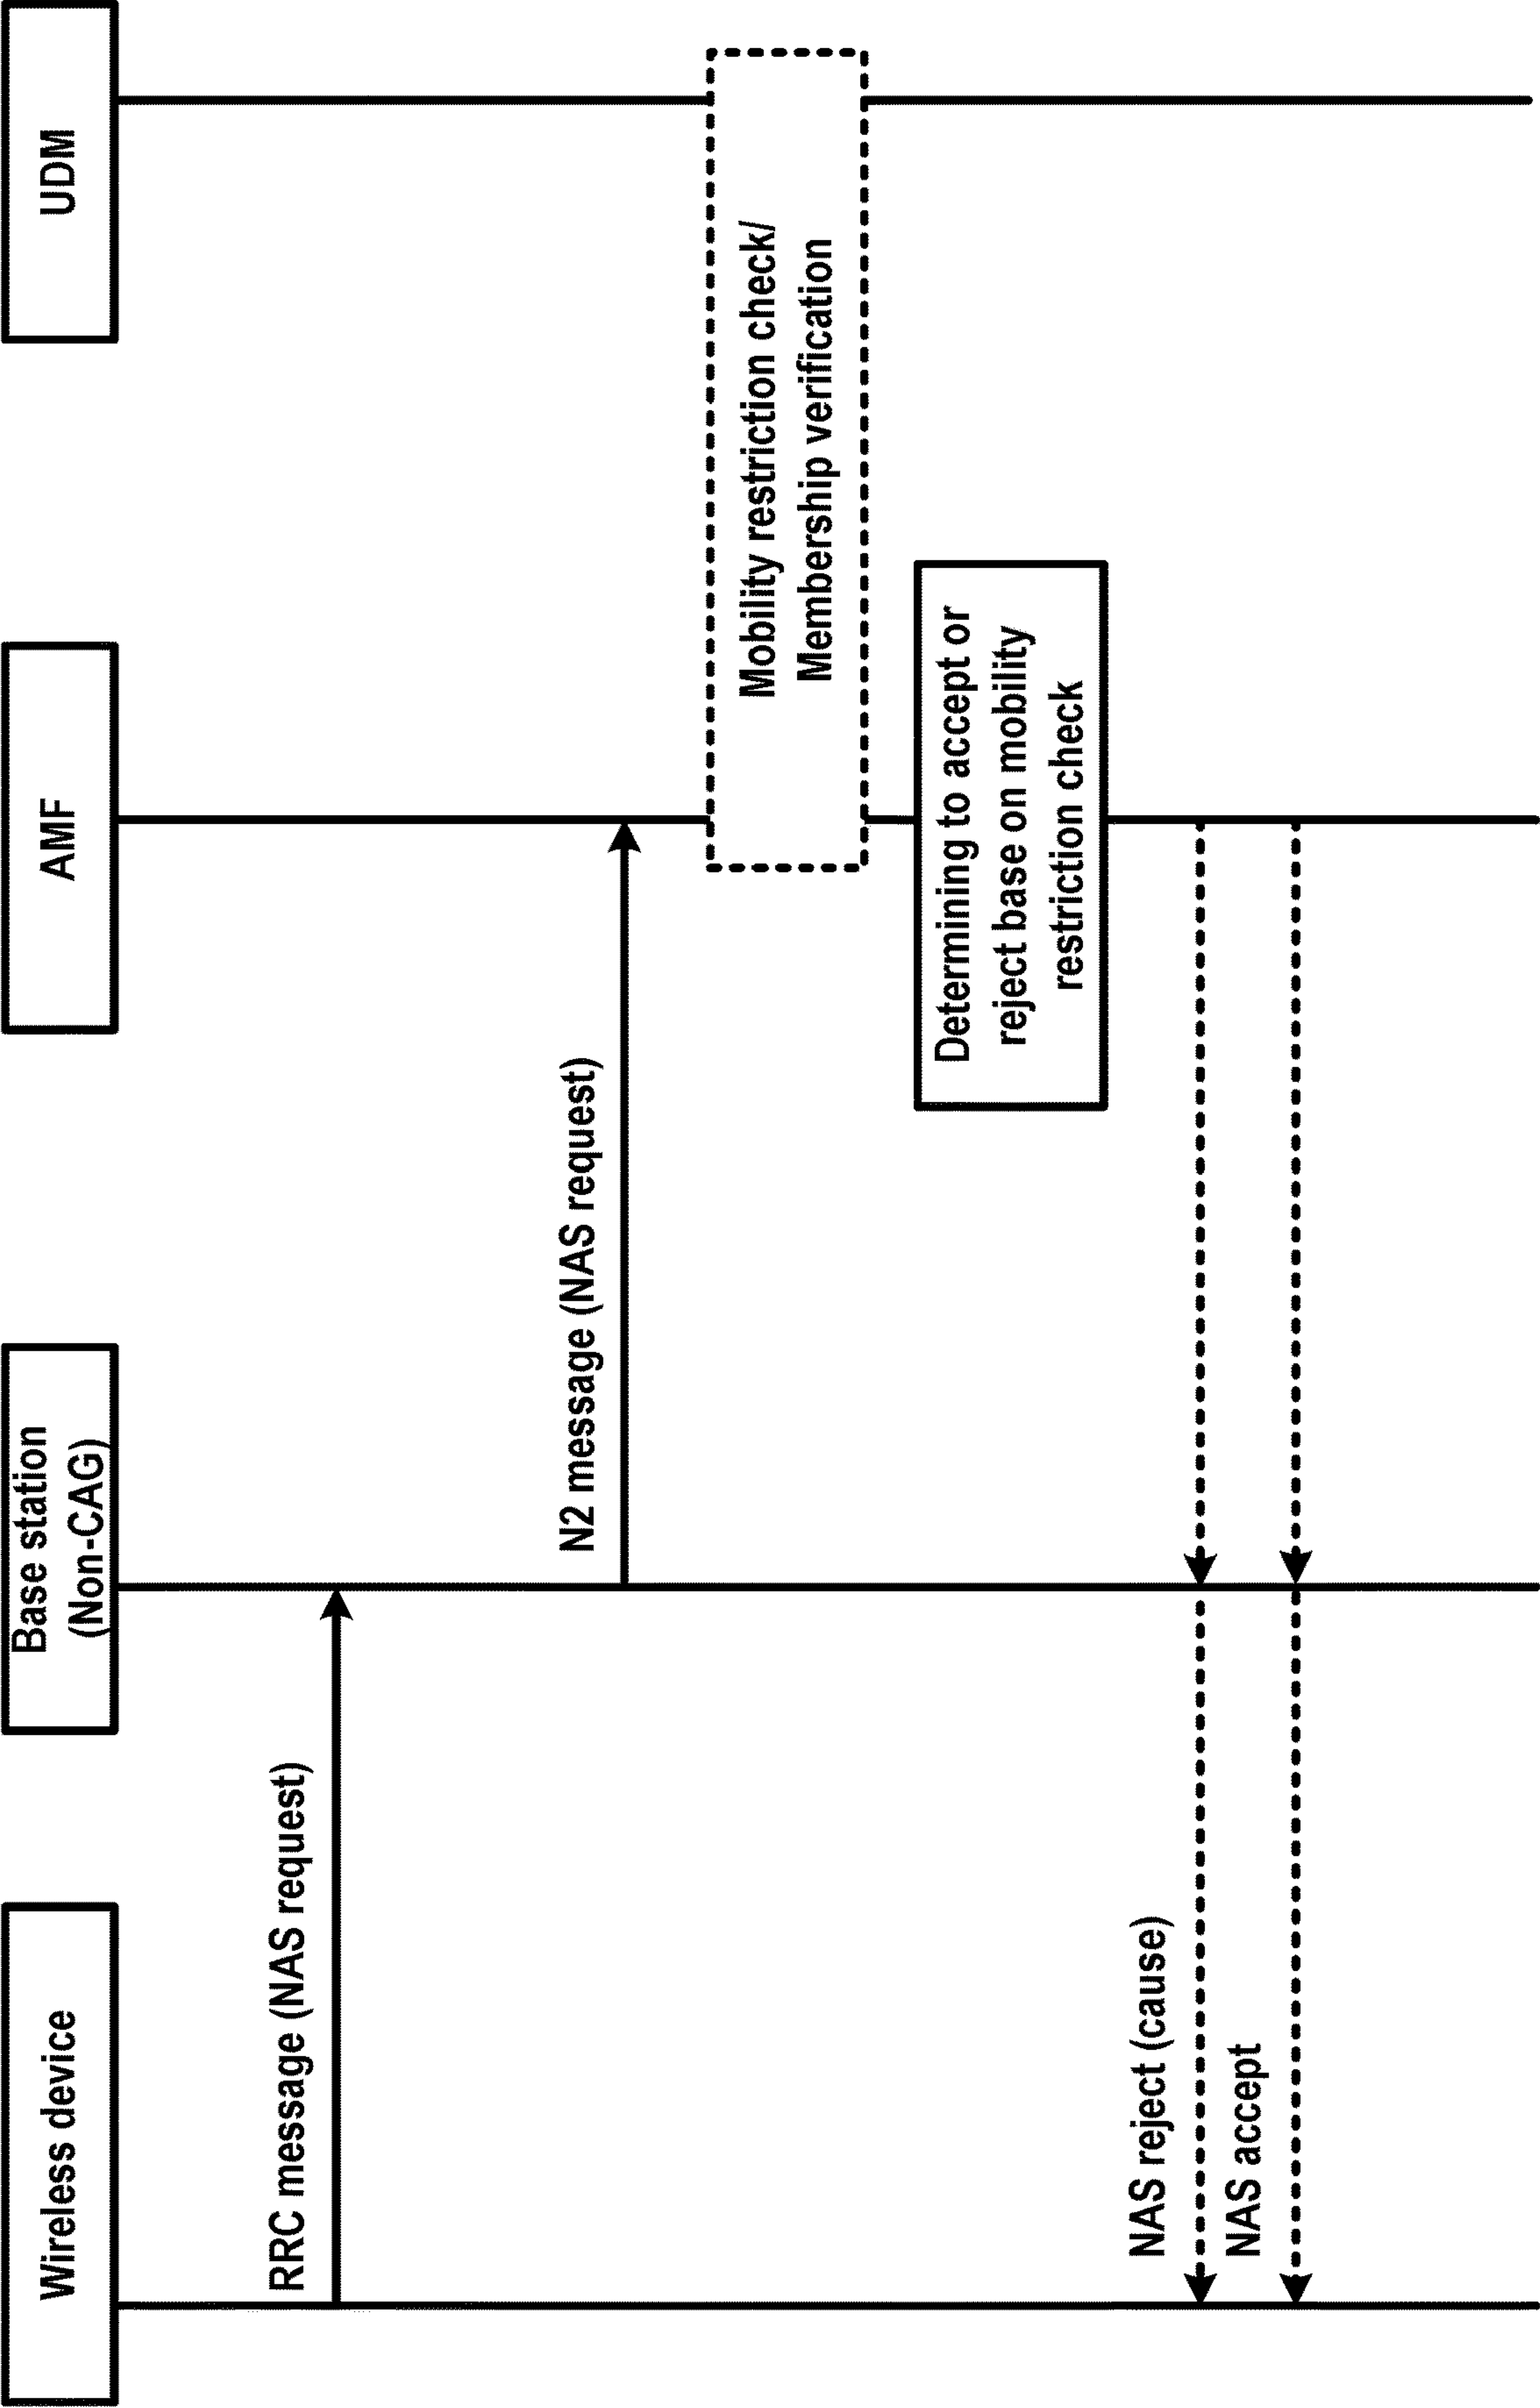 Wireless device
Base station
(Non-CAG)
AMF
UDM
RRC message (NAS request)
N2 message (NAS request)
Mobility restriction check/
Membership verification
Determining to accept or
reject base on mobility
restriction check
NAS reject (cause)
NAS accept